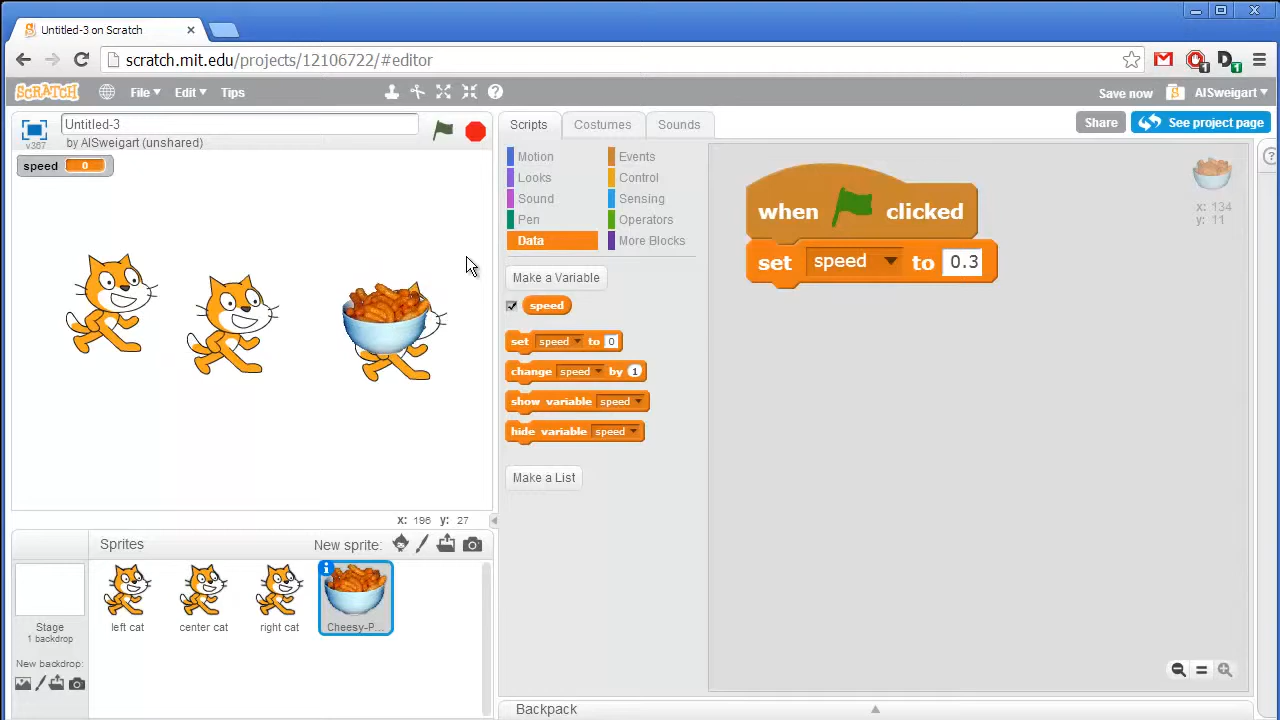 Untitled-3 on Scratch
scratch.mit.edu/projects/12106722/#editor
SCRATCH File Edit Tips Save now AlSweigart
Untitled-3
v387
by AlSweigart (unshared)
Scripts Costumes Sounds
Share See project page
speed 0
Motion Events
Looks Control
Sound Sensing
Pen Operators
Data More Blocks
Make a Variable
speed
set speed to 0
change speed by 1
show variable speed
hide variable speed
Make a List
when clicked
set speed to 0.3
x: 134
y: 11
x: 196 y: 27
Sprites New sprite:
Stage
1 backdrop
New backdrop:
left cat center cat right cat Cheesy-P...
Backpack